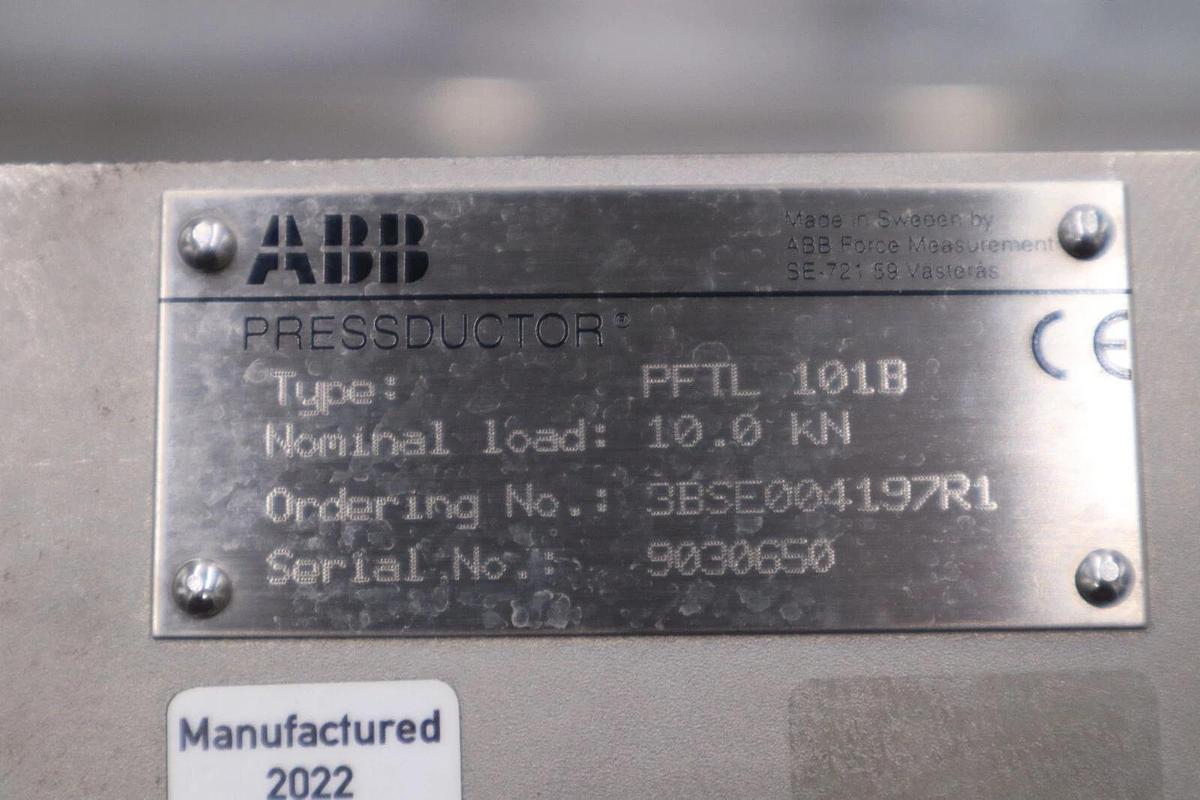 ABB
Made in Sweden by
ABB Force Measurement
SE-721 59 Västerås
PRESSDUCTOR®
CE
Type: PFTL 101B
Nominal load: 10.0 kN
Ordering No.: 3BSE004197R1
Serial No.: 9030650
Manufactured
2022